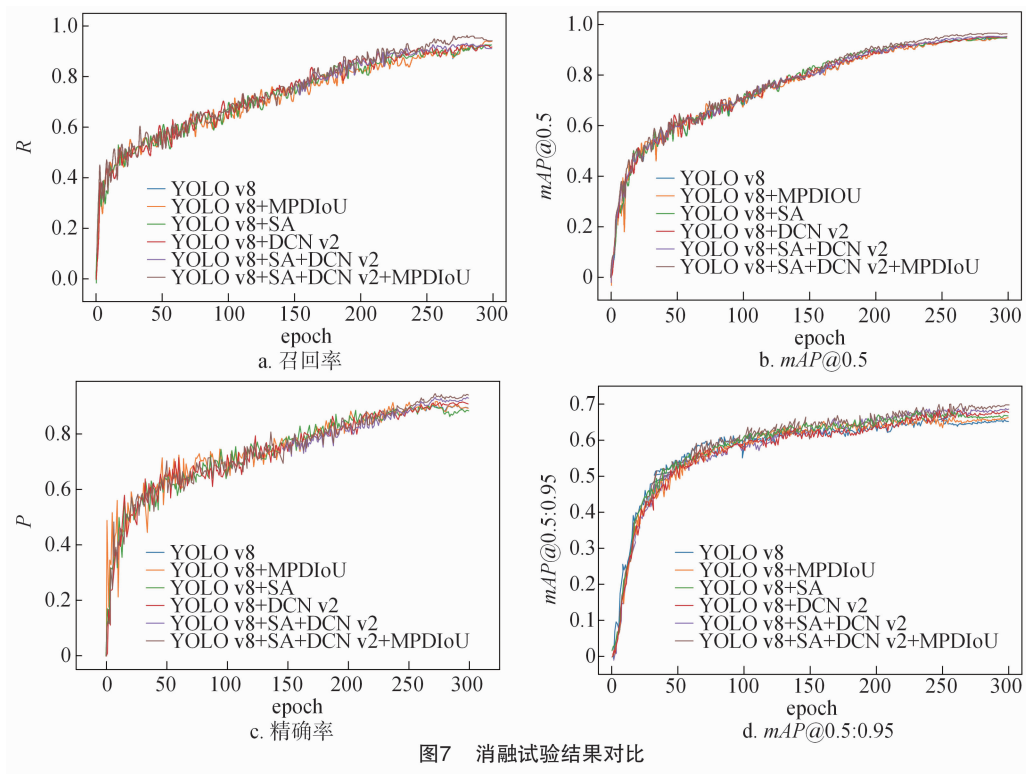 1.0
0.8
0.6
0.4
0.2
0.0
R
YOLO v8
YOLO v8+MPDIoU
YOLO v8+SA
YOLO v8+DCN v2
YOLO v8+SA+DCN v2
YOLO v8+SA+DCN v2+MPDIoU
0 50 100 150 200 250 300
epoch
a. 召回率
1.0
0.8
0.6
0.4
0.2
0
mAP@0.5
YOLO v8
YOLO v8+MPDIOU
YOLO v8+SA
YOLO v8+DCN v2
YOLO v8+SA+DCN v2
YOLO v8+SA+DCN v2+MPDIoU
0 50 100 150 200 250 300
epoch
b. mAP@0.5
0.8
0.6
0.4
0.2
0
P
YOLO v8
YOLO v8+MPDIoU
YOLO v8+SA
YOLO v8+DCN v2
YOLO v8+SA+DCN v2
YOLO v8+SA+DCN v2+MPDIoU
0 50 100 150 200 250 300
epoch
c. 精确率
0.7
0.6
0.5
0.4
0.3
0.2
0.1
0
mAP@0.5:0.95
YOLO v8
YOLO v8+MPDIoU
YOLO v8+SA
YOLO v8+DCN v2
YOLO v8+SA+DCN v2
YOLO v8+SA+DCN v2+MPDIoU
0 50 100 150 200 250 300
epoch
d. mAP@0.5:0.95
图7 消融试验结果对比